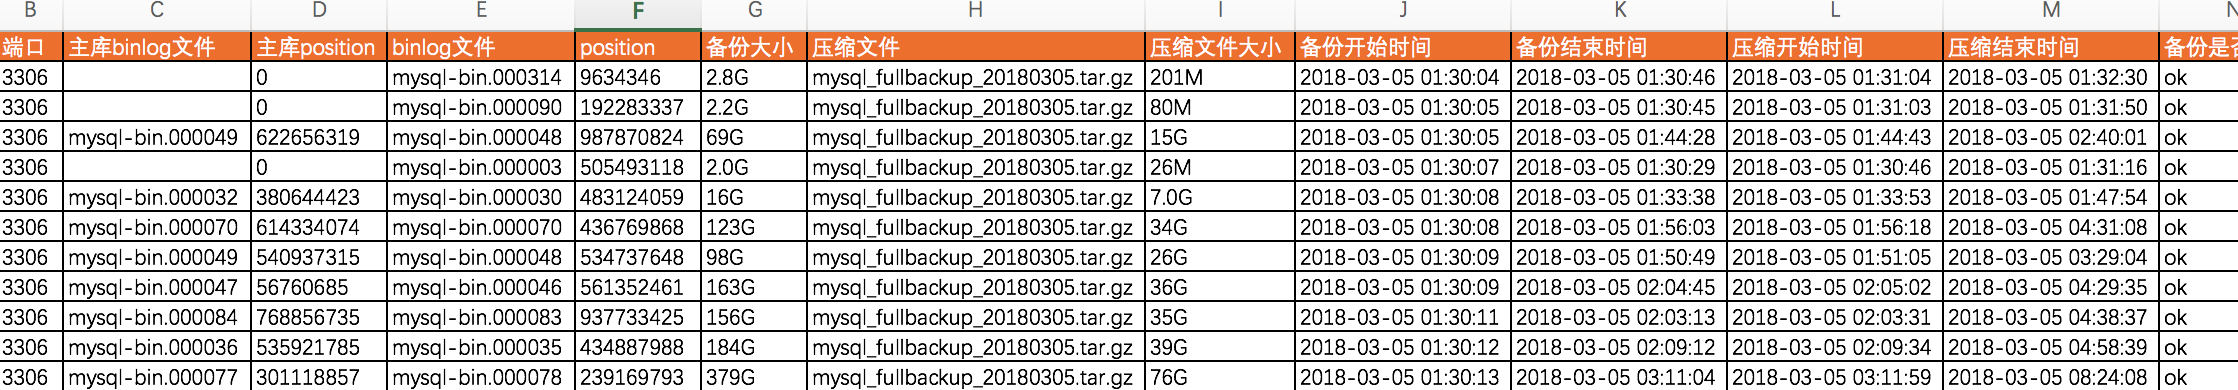 B C D E F G H I J K L M N
端口 主库binlog文件 主库position binlog文件 position 备份大小 压缩文件 压缩文件大小 备份开始时间 备份结束时间 压缩开始时间 压缩结束时间 备份是否
3306 0 mysql-bin.000314 9634346 2.8G mysql_fullbackup_20180305.tar.gz 201M 2018-03-05 01:30:04 2018-03-05 01:30:46 2018-03-05 01:31:04 2018-03-05 01:32:30 ok
3306 0 mysql-bin.000090 192283337 2.2G mysql_fullbackup_20180305.tar.gz 80M 2018-03-05 01:30:05 2018-03-05 01:30:45 2018-03-05 01:31:03 2018-03-05 01:31:50 ok
3306 mysql-bin.000049 622656319 mysql-bin.000048 987870824 69G mysql_fullbackup_20180305.tar.gz 15G 2018-03-05 01:30:05 2018-03-05 01:44:28 2018-03-05 01:44:43 2018-03-05 02:40:01 ok
3306 0 mysql-bin.000003 505493118 2.0G mysql_fullbackup_20180305.tar.gz 26M 2018-03-05 01:30:07 2018-03-05 01:30:29 2018-03-05 01:30:46 2018-03-05 01:31:16 ok
3306 mysql-bin.000032 380644423 mysql-bin.000030 483124059 16G mysql_fullbackup_20180305.tar.gz 7.0G 2018-03-05 01:30:08 2018-03-05 01:33:38 2018-03-05 01:33:53 2018-03-05 01:47:54 ok
3306 mysql-bin.000070 614334074 mysql-bin.000070 436769868 123G mysql_fullbackup_20180305.tar.gz 34G 2018-03-05 01:30:08 2018-03-05 01:56:03 2018-03-05 01:56:18 2018-03-05 04:31:08 ok
3306 mysql-bin.000049 540937315 mysql-bin.000048 534737648 98G mysql_fullbackup_20180305.tar.gz 26G 2018-03-05 01:30:09 2018-03-05 01:50:49 2018-03-05 01:51:05 2018-03-05 03:29:04 ok
3306 mysql-bin.000047 56760685 mysql-bin.000046 561352461 163G mysql_fullbackup_20180305.tar.gz 36G 2018-03-05 01:30:09 2018-03-05 02:04:45 2018-03-05 02:05:02 2018-03-05 04:29:35 ok
3306 mysql-bin.000084 768856735 mysql-bin.000083 937733425 156G mysql_fullbackup_20180305.tar.gz 35G 2018-03-05 01:30:11 2018-03-05 02:03:13 2018-03-05 02:03:31 2018-03-05 04:38:37 ok
3306 mysql-bin.000036 535921785 mysql-bin.000035 434887988 184G mysql_fullbackup_20180305.tar.gz 39G 2018-03-05 01:30:12 2018-03-05 02:09:12 2018-03-05 02:09:34 2018-03-05 04:58:39 ok
3306 mysql-bin.000077 301118857 mysql-bin.000078 239169793 379G mysql_fullbackup_20180305.tar.gz 76G 2018-03-05 01:30:13 2018-03-05 03:11:04 2018-03-05 03:11:59 2018-03-05 08:24:08 ok